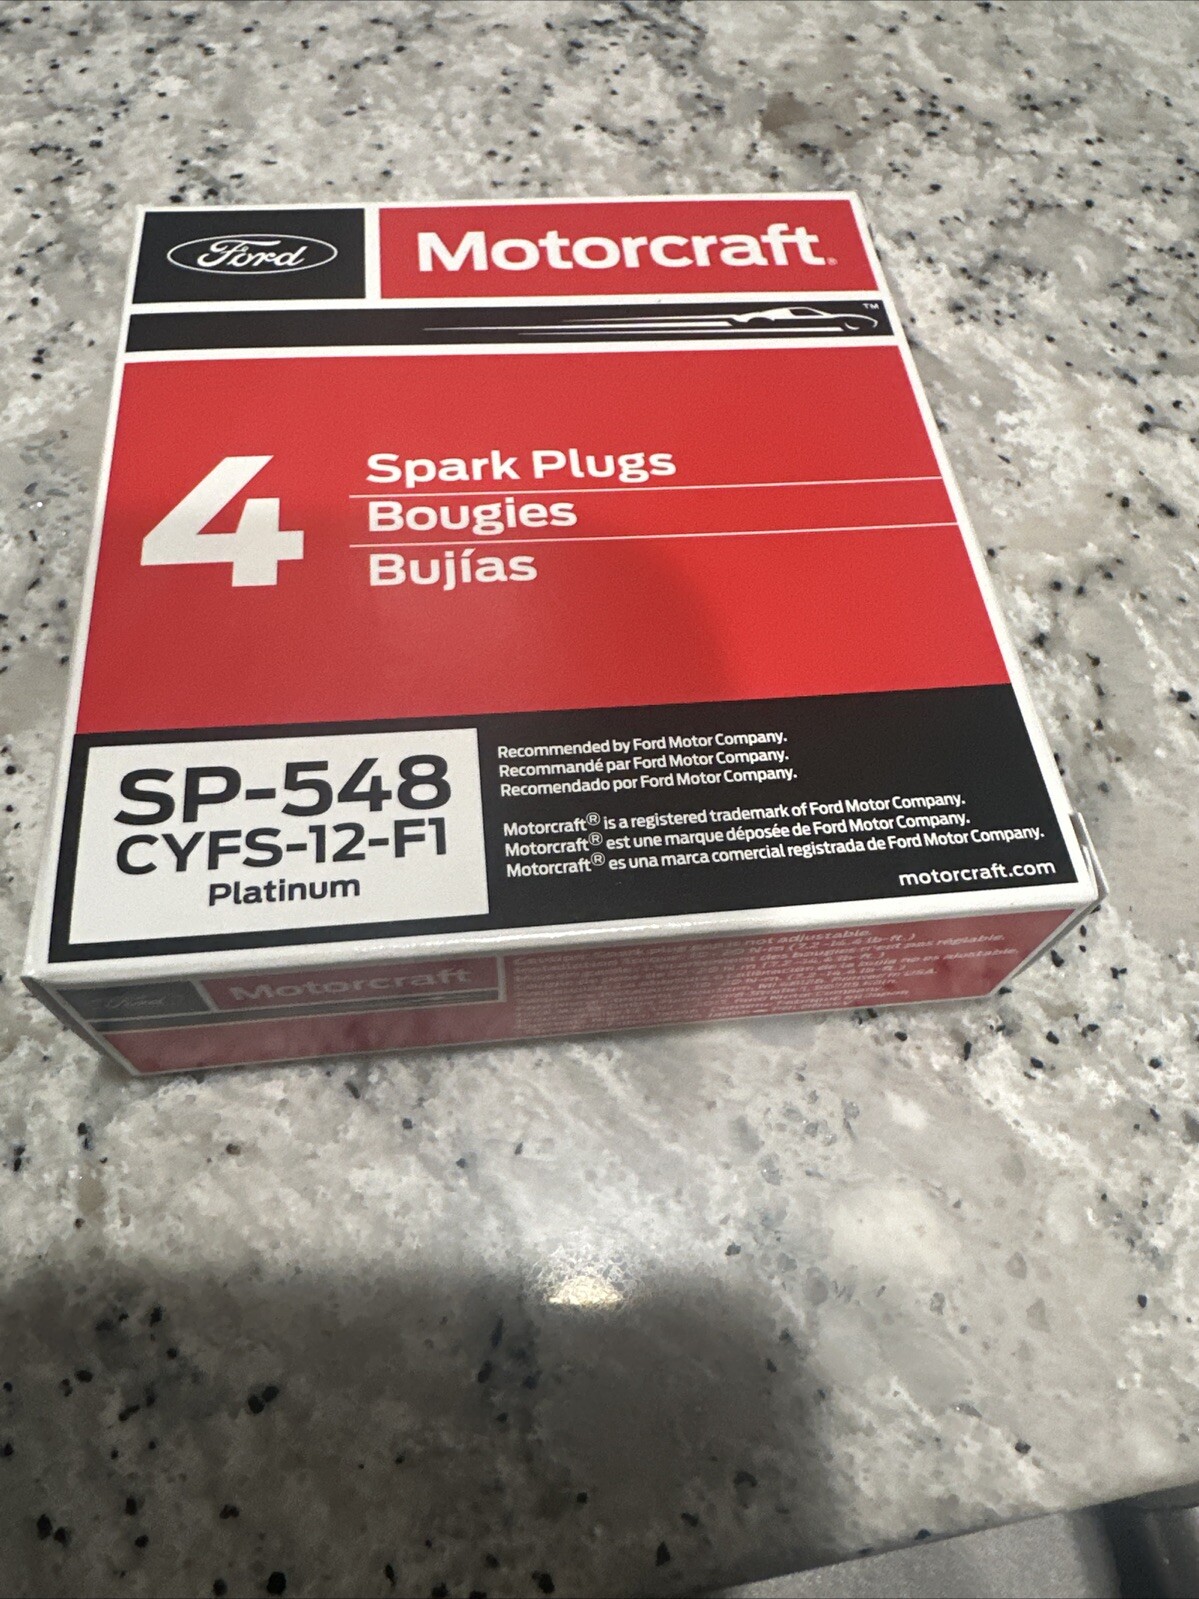 Ford
Motorcraft®
TM
4
Spark Plugs
Bougies
Bujías
SP-548
CYFS-12-F1
Platinum
Recommended by Ford Motor Company.
Recommandé par Ford Motor Company.
Recomendado por Ford Motor Company.
Motorcraft® is a registered trademark of Ford Motor Company.
Motorcraft® est une marque déposée de Ford Motor Company.
Motorcraft® es una marca comercial registrada de Ford Motor Company.
motorcraft.com
Ford
Motorcraft
not adjustable.